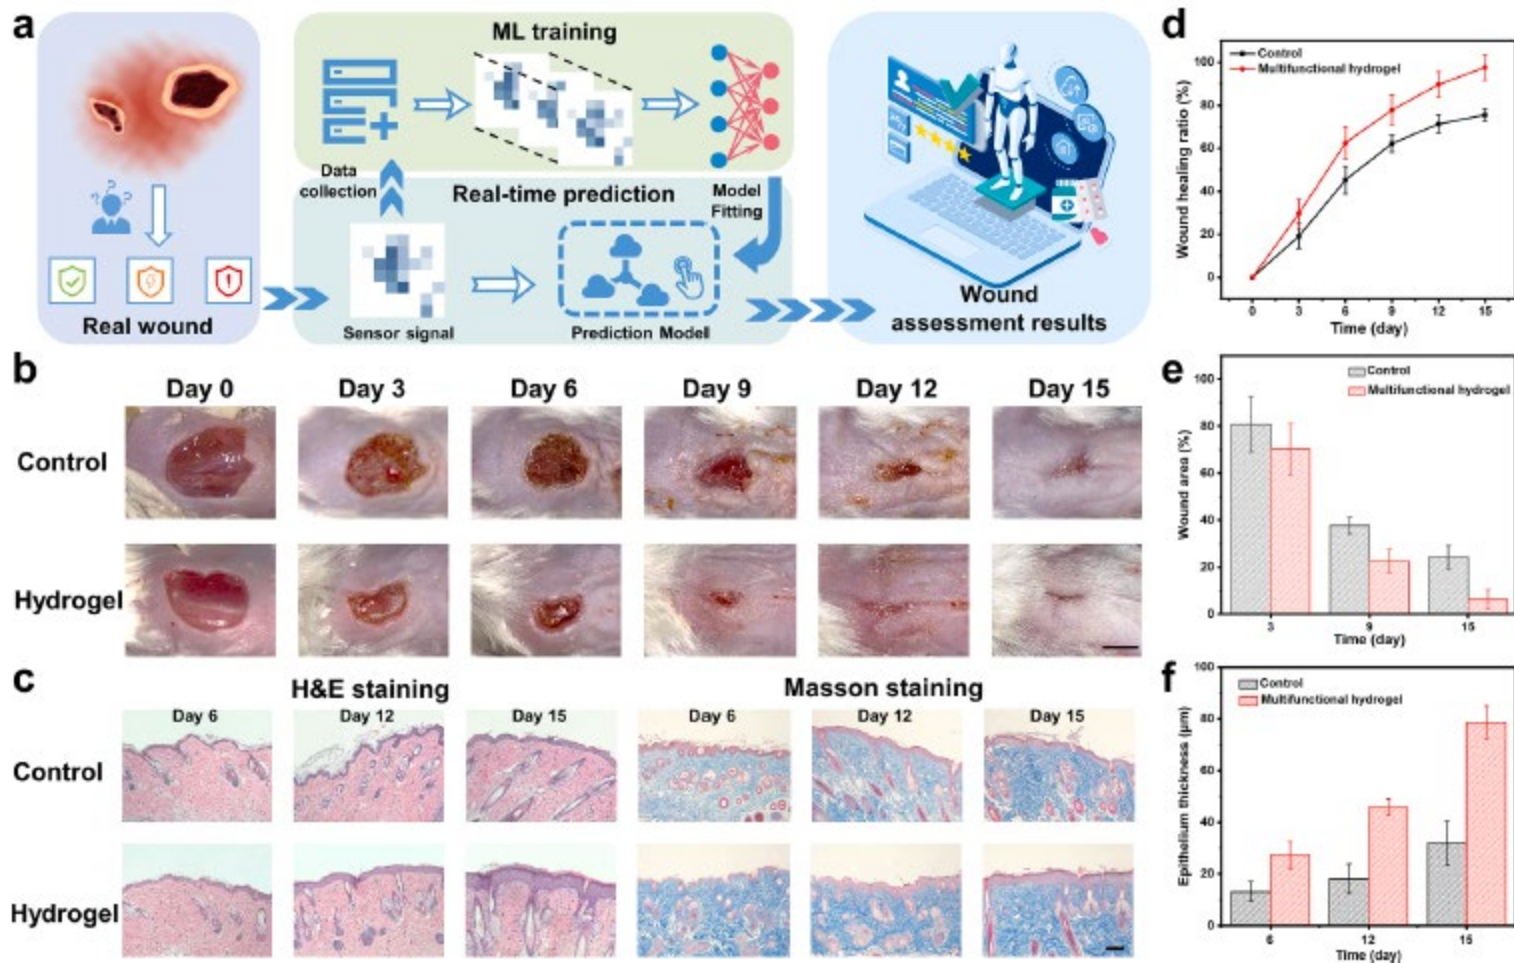 a
ML training
Data
collection
Real-time prediction
Model
Fitting
Real wound
Sensor signal
Prediction Model
Wound
assessment results
b
Day 0
Day 3
Day 6
Day 9
Day 12
Day 15
Control
Hydrogel
c
H&E staining
Masson staining
Day 6
Day 12
Day 15
Day 6
Day 12
Day 15
Control
Hydrogel
d
Control
Multifunctional hydrogel
Wound healing ratio (%)
100
80
60
40
20
0
0
3
6
9
12
15
Time (day)
e
Control
Multifunctional hydrogel
Wound area (%)
100
80
60
40
20
0
3
9
15
Time (day)
f
Control
Multifunctional hydrogel
Epithelium thickness (μm)
100
80
60
40
20
0
6
12
15
Time (day)